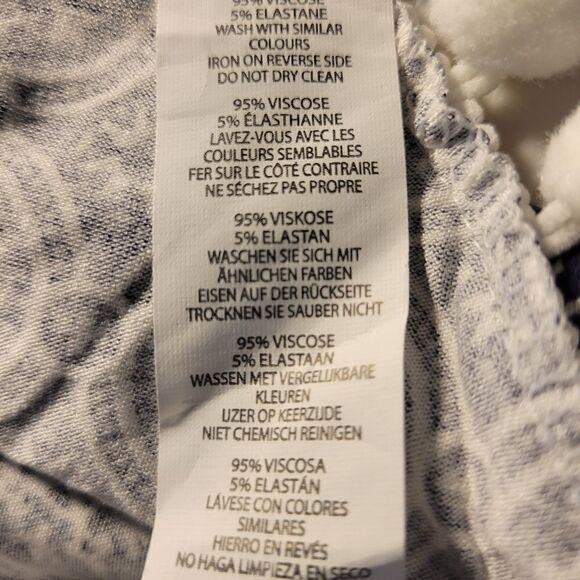 95% VISCOSE
5% ELASTANE
WASH WITH SIMILAR
COLOURS
IRON ON REVERSE SIDE
DO NOT DRY CLEAN
95% VISCOSE
5% ÉLASTHANNE
LAVEZ-VOUS AVEC LES
COULEURS SEMBLABLES
FER SUR LE CÔTÉ CONTRAIRE
NE SÉCHEZ PAS PROPRE
95% VISKOSE
5% ELASTAN
WASCHEN SIE SICH MIT
ÄHNLICHEN FARBEN
EISEN AUF DER RÜCKSEITE
TROCKNEN SIE SAUBER NICHT
95% VISCOSE
5% ELASTAAN
WASSEN MET VERGELIJKBARE
KLEUREN
IJZER OP KEERZIJDE
NIET CHEMISCH REINIGEN
95% VISCOSA
5% ELASTÁN
LÁVESE CON COLORES
SIMILARES
HIERRO EN REVÉS
NO HAGA LIMPIEZA EN SECO